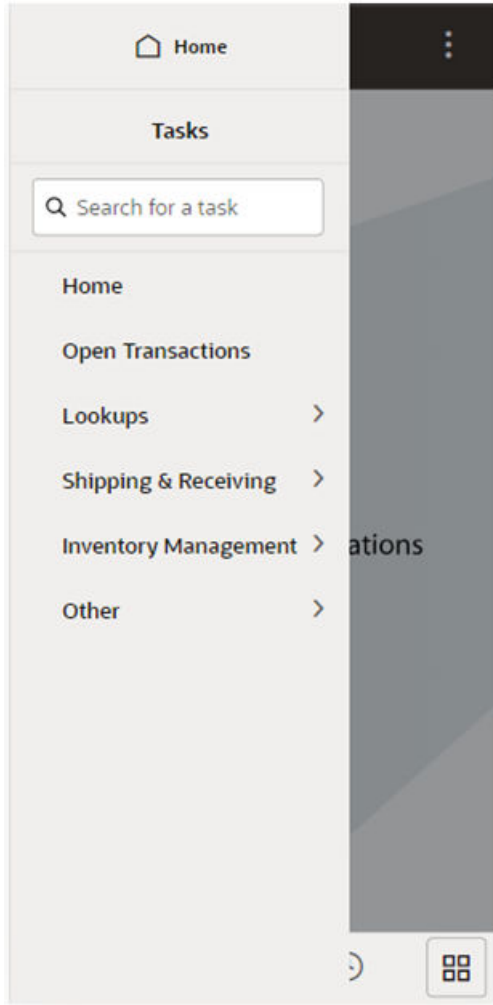 Home
Tasks
Search for a task
Home
Open Transactions
Lookups
Shipping & Receiving
Inventory Management
ations
Other